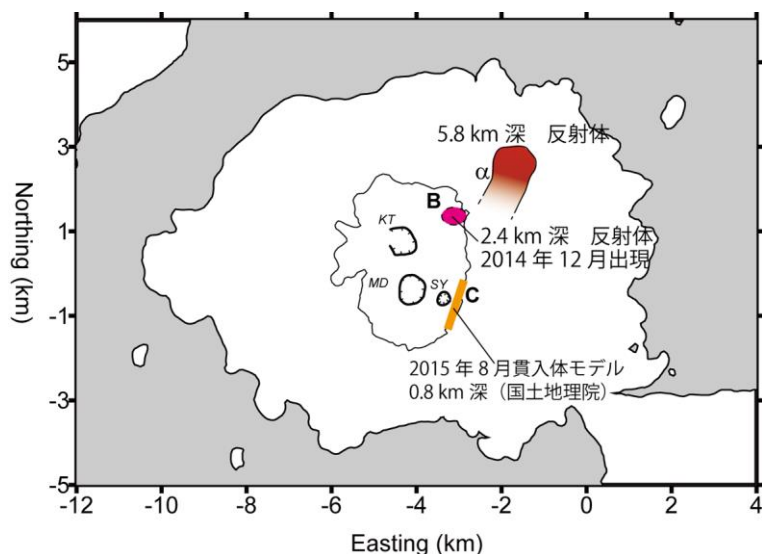 5.8 km 深 反射体
α
B
KT
2.4 km 深 反射体
2014 年 12 月出現
MD
SY
C
2015 年 8 月貫入体モデル
0.8 km 深（国土地理院）
5
3
1
-1
-3
-5
-12
-10
-8
-6
-4
-2
0
2
4
Northing (km)
Easting (km)